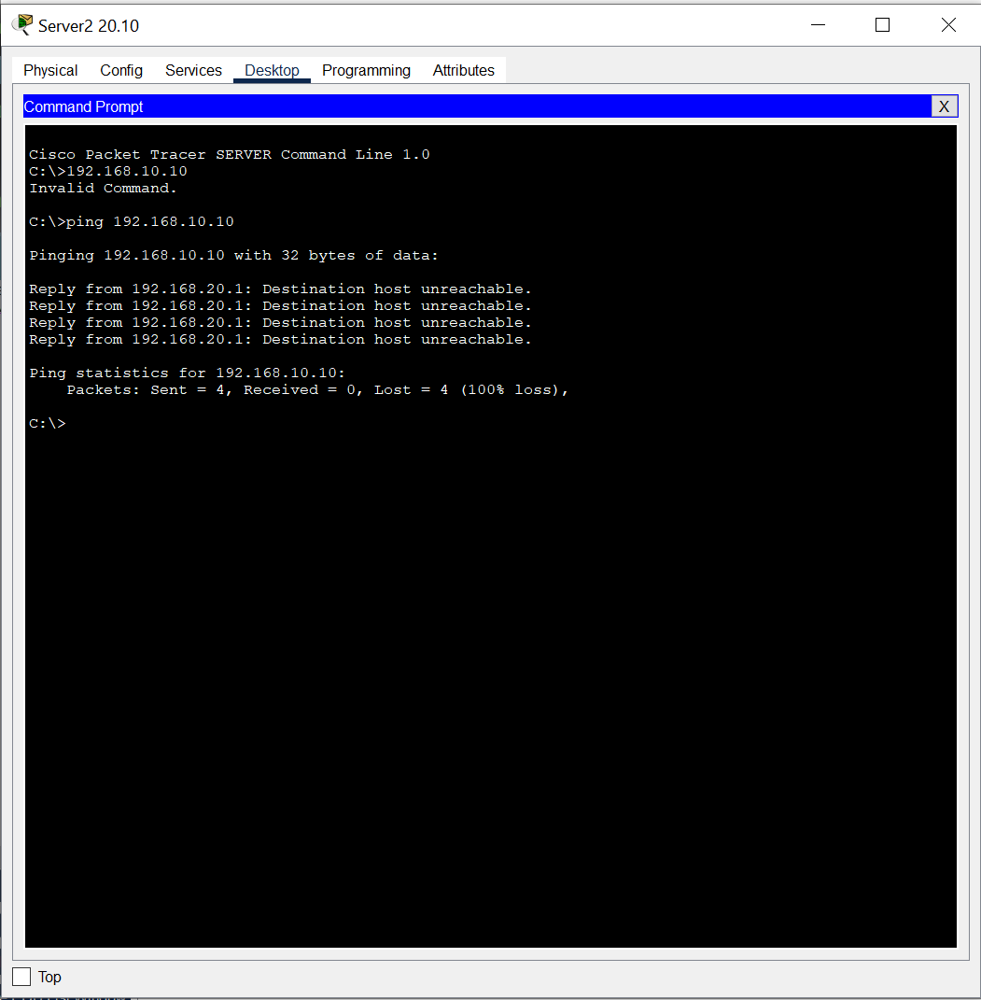 Server2 20.10
Physical Config Services Desktop Programming Attributes
Command Prompt X
Cisco Packet Tracer SERVER Command Line 1.0
C:\>192.168.10.10
Invalid Command.
C:\>ping 192.168.10.10
Pinging 192.168.10.10 with 32 bytes of data:
Reply from 192.168.20.1: Destination host unreachable.
Reply from 192.168.20.1: Destination host unreachable.
Reply from 192.168.20.1: Destination host unreachable.
Reply from 192.168.20.1: Destination host unreachable.
Ping statistics for 192.168.10.10:
Packets: Sent = 4, Received = 0, Lost = 4 (100% loss),
C:\>
Top